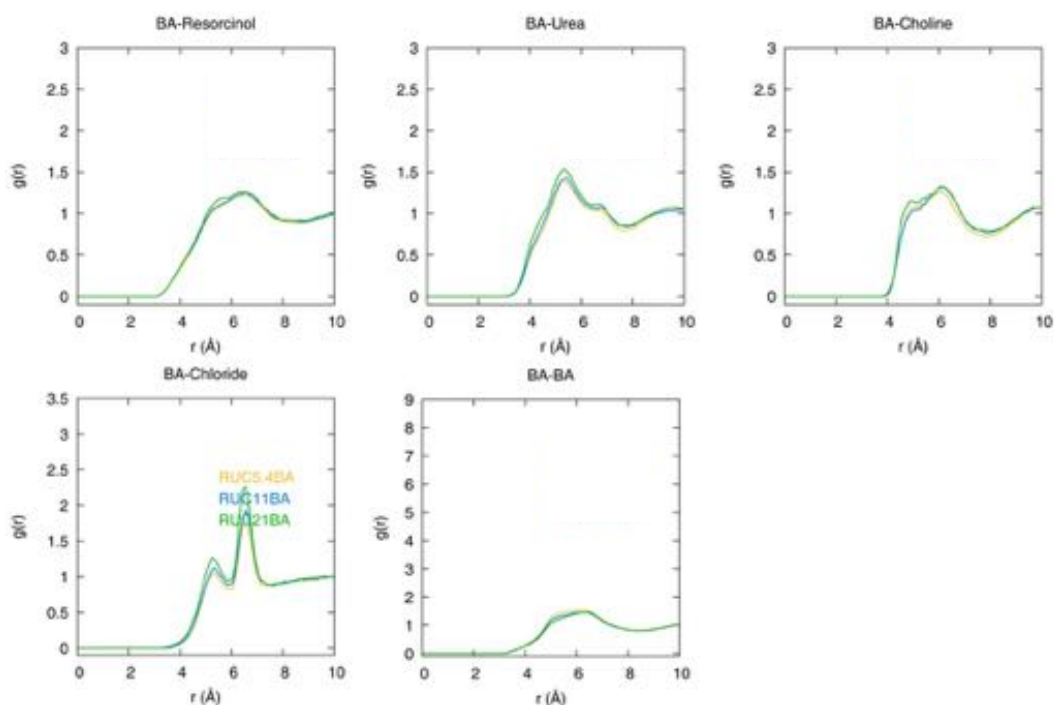 BA-Resorcinol
3
2.5
2
1.5
1
0.5
0
g(r)
0 2 4 6 8 10
r (Å)
BA-Urea
3
2.5
2
1.5
1
0.5
0
g(r)
0 2 4 6 8 10
r (Å)
BA-Choline
3
2.5
2
1.5
1
0.5
0
g(r)
0 2 4 6 8 10
r (Å)
BA-Chloride
3.5
3
2.5
2
1.5
1
0.5
0
g(r)
RUC5.4BA
RUC11BA
RUC21BA
0 2 4 6 8 10
r (Å)
BA-BA
9
8
7
6
5
4
3
2
1
0
g(r)
0 2 4 6 8 10
r (Å)